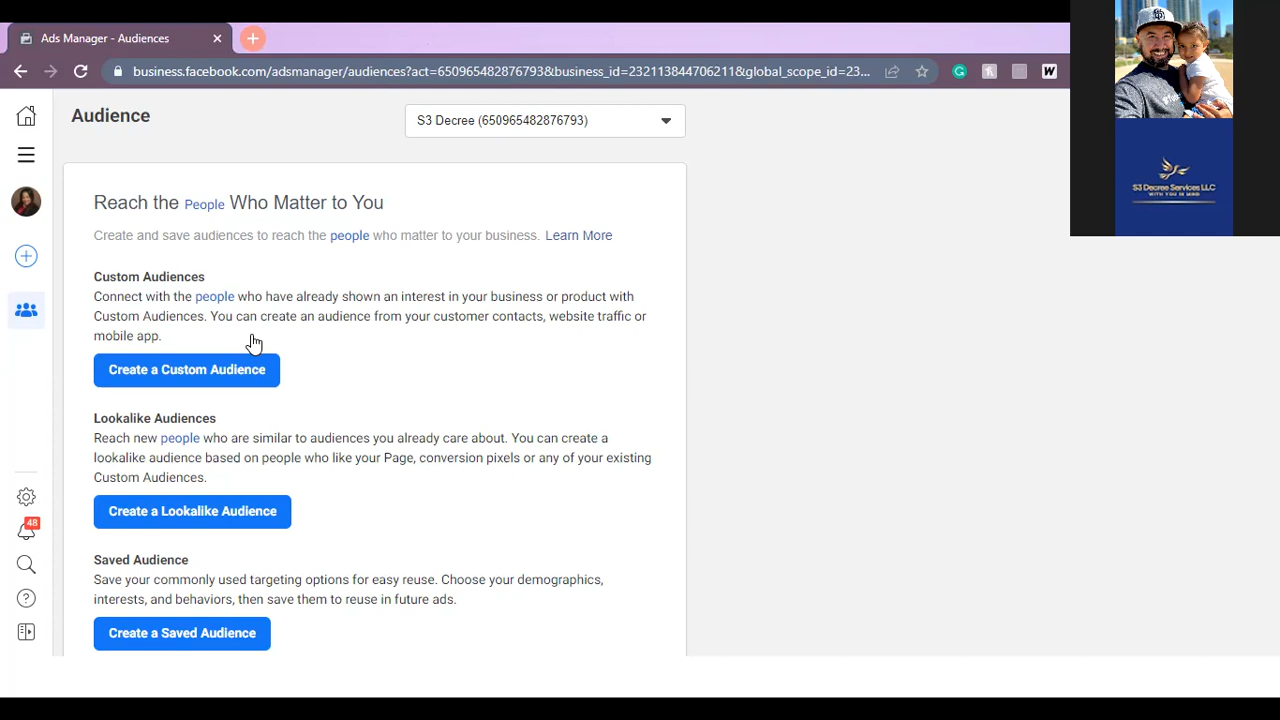 Ads Manager - Audiences
business.facebook.com/adsmanager/audiences?act=650965482876793&business_id=232113844706211&global_scope_id=23...
Audience
S3 Decree (650965482876793)
Reach the People Who Matter to You
Create and save audiences to reach the people who matter to your business. Learn More
Custom Audiences
Connect with the people who have already shown an interest in your business or product with
Custom Audiences. You can create an audience from your customer contacts, website traffic or
mobile app.
Create a Custom Audience
Lookalike Audiences
Reach new people who are similar to audiences you already care about. You can create a
lookalike audience based on people who like your Page, conversion pixels or any of your existing
Custom Audiences.
Create a Lookalike Audience
Saved Audience
Save your commonly used targeting options for easy reuse. Choose your demographics,
interests, and behaviors, then save them to reuse in future ads.
Create a Saved Audience
48
W
S3 Decree Services LLC
WITH YOU IN MIND